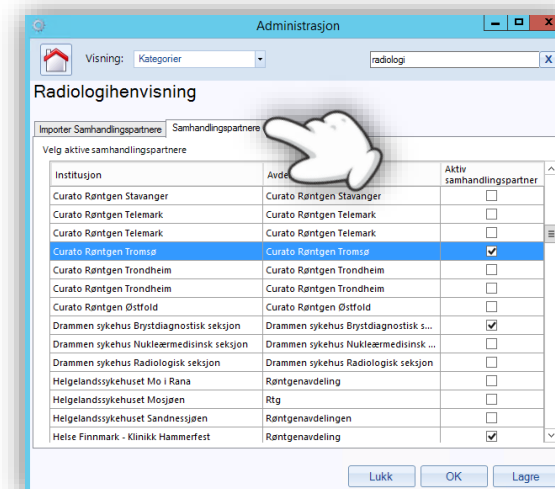 Administrasjon
Visning: Kategorier radiologi X
Radiologihenvisning
Importer Samhandlingspartnere Samhandlingspartnere
Velg aktive samhandlingspartnere
Institusjon Aktiv samhandlingspartner
Curato Røntgen Stavanger Curato Røntgen Stavanger
Curato Røntgen Telemark Curato Røntgen Telemark
Curato Røntgen Telemark Curato Røntgen Telemark
Curato Røntgen Tromsø Curato Røntgen Tromsø
Curato Røntgen Trondheim Curato Røntgen Trondheim
Curato Røntgen Trondheim Curato Røntgen Trondheim
Curato Røntgen Østfold Curato Røntgen Østfold
Drammen sykehus Brystdiagnostisk seksjon Drammen sykehus Brystdiagnostisk s...
Drammen sykehus Nukleærmedisinsk seksjon Drammen sykehus Nukleærmedisinsk ...
Drammen sykehus Radiologisk seksjon Drammen sykehus Radiologisk seksjon
Helgelandssykehuset Mo i Rana Røntgenavdeling
Helgelandssykehuset Mosjøen Rtg
Helgelandssykehuset Sandnessjøen Røntgenavdelingen
Helse Finnmark - Klinikk Hammerfest Røntgenavdeling
Lukk OK Lagre